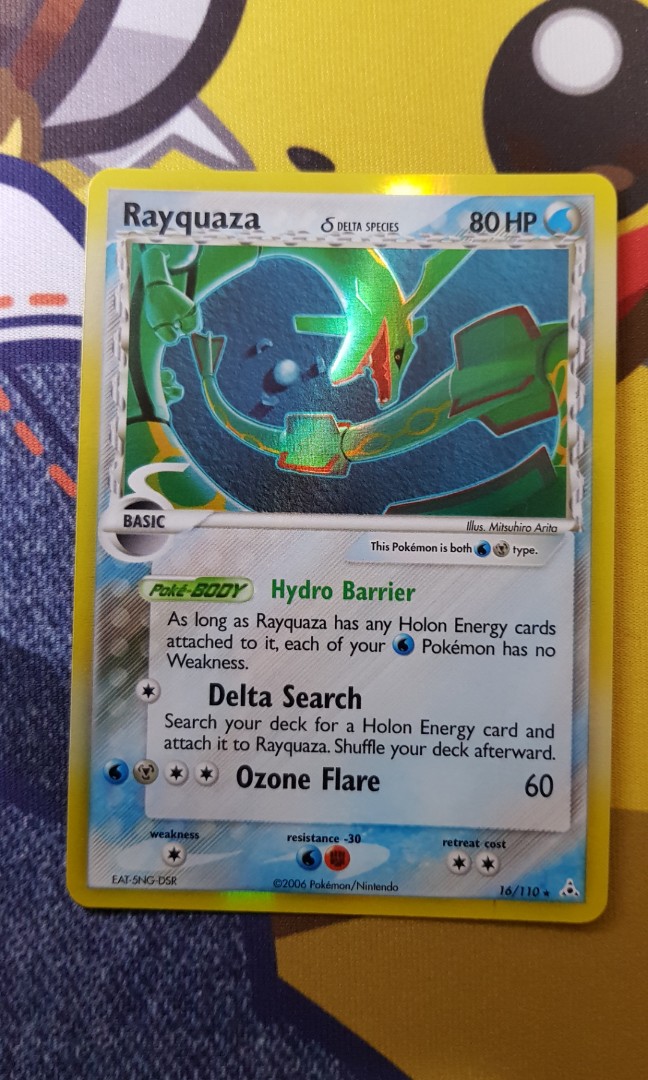 Rayquaza δ DELTA SPECIES 80 HP
δ
BASIC
Illus. Mitsuhiro Arita
This Pokémon is both type.
Poké-BODY Hydro Barrier
As long as Rayquaza has any Holon Energy cards
attached to it, each of your Pokémon has no
Weakness.
Delta Search
Search your deck for a Holon Energy card and
attach it to Rayquaza. Shuffle your deck afterward.
Ozone Flare 60
weakness resistance -30 retreat cost
EAT-5NG-D5R ©2006 Pokémon/Nintendo 16/110 ★